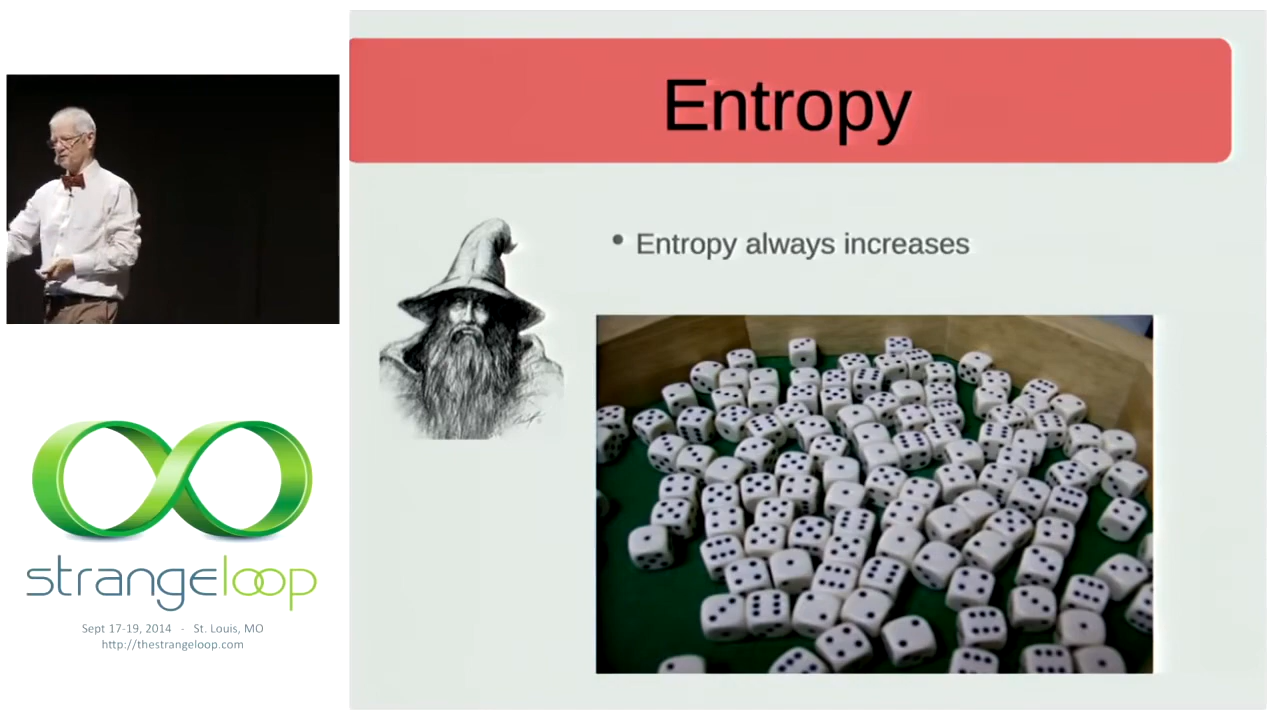 Entropy
• Entropy always increases
strangeloop
Sept 17-19, 2014 - St. Louis, MO
http://thestrangeloop.com